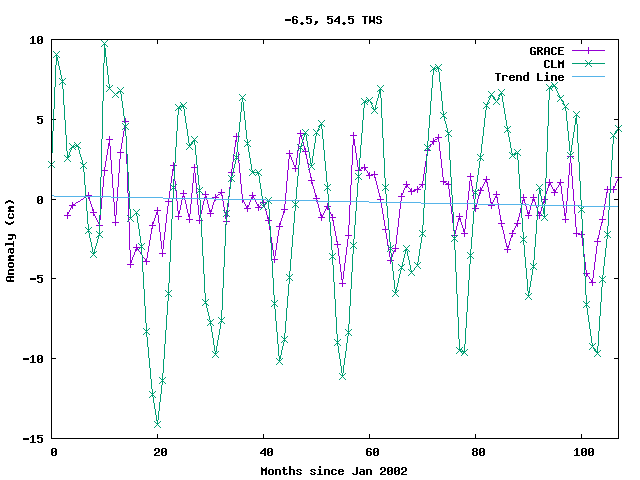 -6.5, 54.5 TWS
GRACE
CLM
Trend Line
10
5
0
-5
-10
-15
Anomaly (cm)
0 20 40 60 80 100
Months since Jan 2002